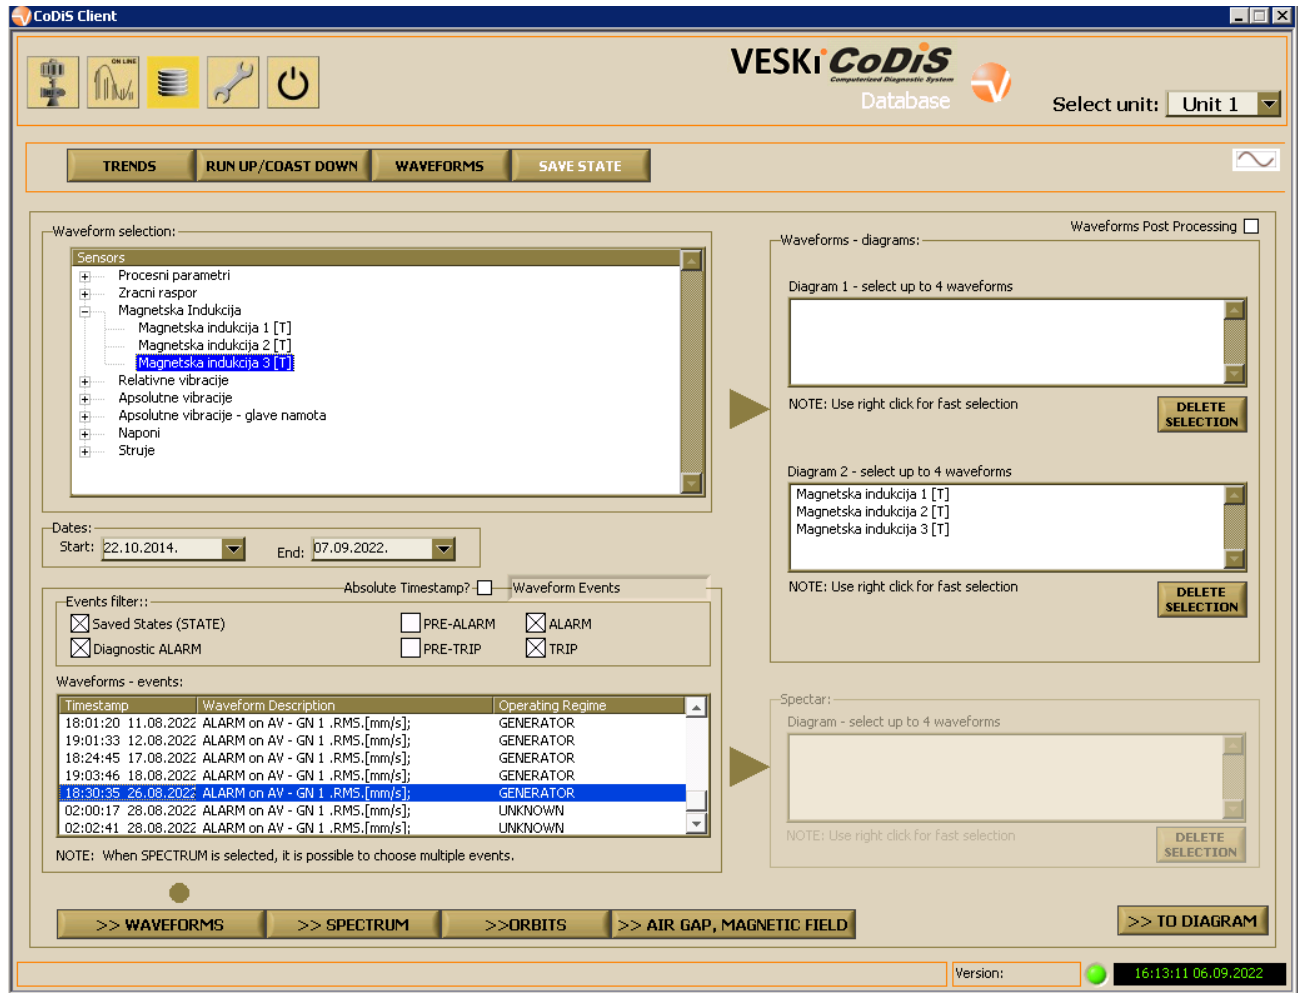 CoDiS Client
ON LINE
VESKi CoDiS
Computerized Diagnostic System
Database
Select unit: Unit 1
TRENDS RUN UP/COAST DOWN WAVEFORMS SAVE STATE
Waveforms Post Processing
Waveform selection:
Sensors
Procesni parametri
Zracni raspor
Magnetska Indukcija
Magnetska indukcija 1 [T]
Magnetska indukcija 2 [T]
Magnetska indukcija 3 [T]
Relativne vibracije
Apsolutne vibracije
Apsolutne vibracije - glave namota
Naponi
Struje
Waveforms - diagrams:
Diagram 1 - select up to 4 waveforms
NOTE: Use right click for fast selection
DELETE
SELECTION
Diagram 2 - select up to 4 waveforms
Magnetska indukcija 1 [T]
Magnetska indukcija 2 [T]
Magnetska indukcija 3 [T]
NOTE: Use right click for fast selection
DELETE
SELECTION
Dates:
Start: 22.10.2014. End: 07.09.2022.
Absolute Timestamp? Waveform Events
Events filter::
Saved States (STATE) PRE-ALARM ALARM
Diagnostic ALARM PRE-TRIP TRIP
Waveforms - events:
Timestamp Waveform Description Operating Regime
18:01:20 11.08.2022 ALARM on AV - GN 1 .RMS.[mm/s]; GENERATOR
19:01:33 12.08.2022 ALARM on AV - GN 1 .RMS.[mm/s]; GENERATOR
18:24:45 17.08.2022 ALARM on AV - GN 1 .RMS.[mm/s]; GENERATOR
19:03:46 18.08.2022 ALARM on AV - GN 1 .RMS.[mm/s]; GENERATOR
18:30:35 26.08.2022 ALARM on AV - GN 1 .RMS.[mm/s]; GENERATOR
02:00:17 28.08.2022 ALARM on AV - GN 1 .RMS.[mm/s]; UNKNOWN
02:02:41 28.08.2022 ALARM on AV - GN 1 .RMS.[mm/s]; UNKNOWN
NOTE: When SPECTRUM is selected, it is possible to choose multiple events.
Spectar:
Diagram - select up to 4 waveforms
NOTE: Use right click for fast selection
DELETE
SELECTION
>> WAVEFORMS >> SPECTRUM >>ORBITS >> AIR GAP, MAGNETIC FIELD >> TO DIAGRAM
Version: 16:13:11 06.09.2022